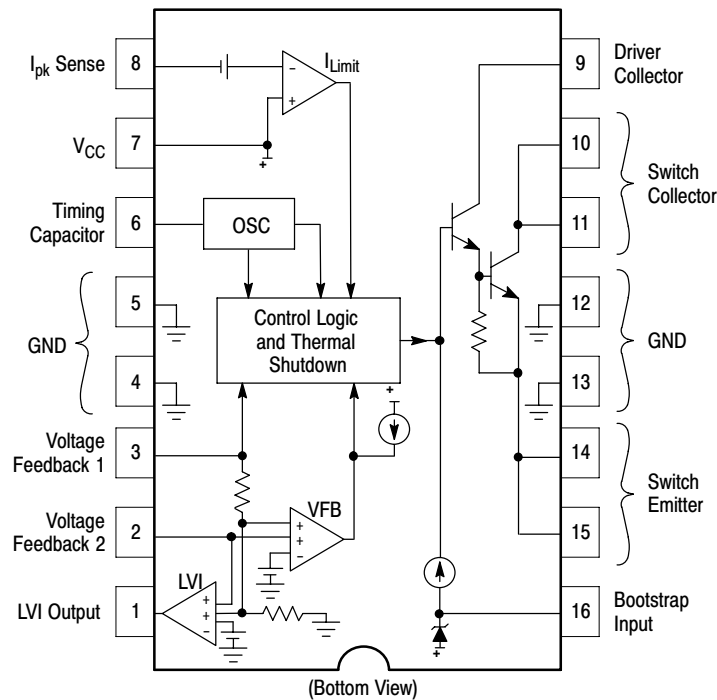 Ipk Sense
8
VCC
7
Timing
Capacitor
6
5
GND
4
Voltage
Feedback 1
3
Voltage
Feedback 2
2
LVI Output
1
−
+
ILimit
+
OSC
Control Logic
and Thermal
Shutdown
+
VFB
+
+
−
LVI
+
+
−
+
9
Driver
Collector
10
Switch
Collector
11
12
GND
13
14
Switch
Emitter
15
16
Bootstrap
Input
(Bottom View)